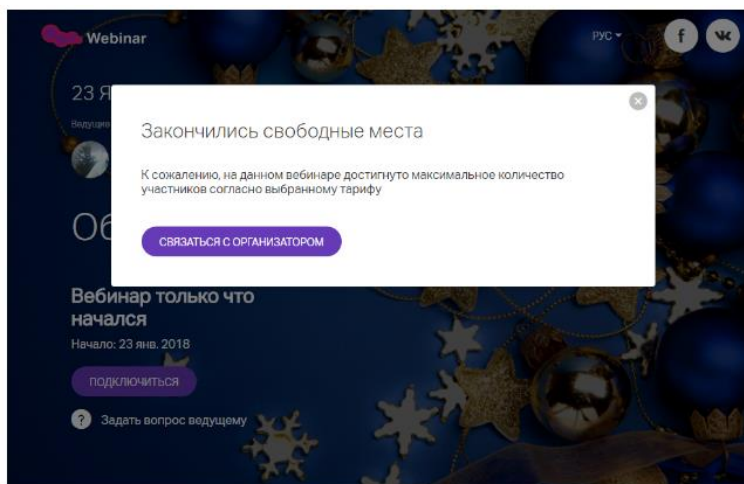 Webinar
РУС
f
23 Я
Закончились свободные места
К сожалению, на данном вебинаре достигнуто максимальное количество
участников согласно выбранному тарифу
СВЯЗАТЬСЯ С ОРГАНИЗАТОРОМ
Вебинар только что
начался
Начало: 23 янв. 2018
ПОДКЛЮЧИТЬСЯ
? Задать вопрос ведущему